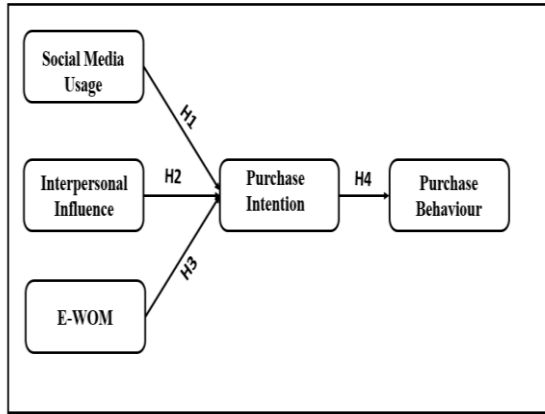 Social Media
Usage
H1
Interpersonal
Influence
H2
Purchase
Intention
H4
Purchase
Behaviour
H3
E-WOM